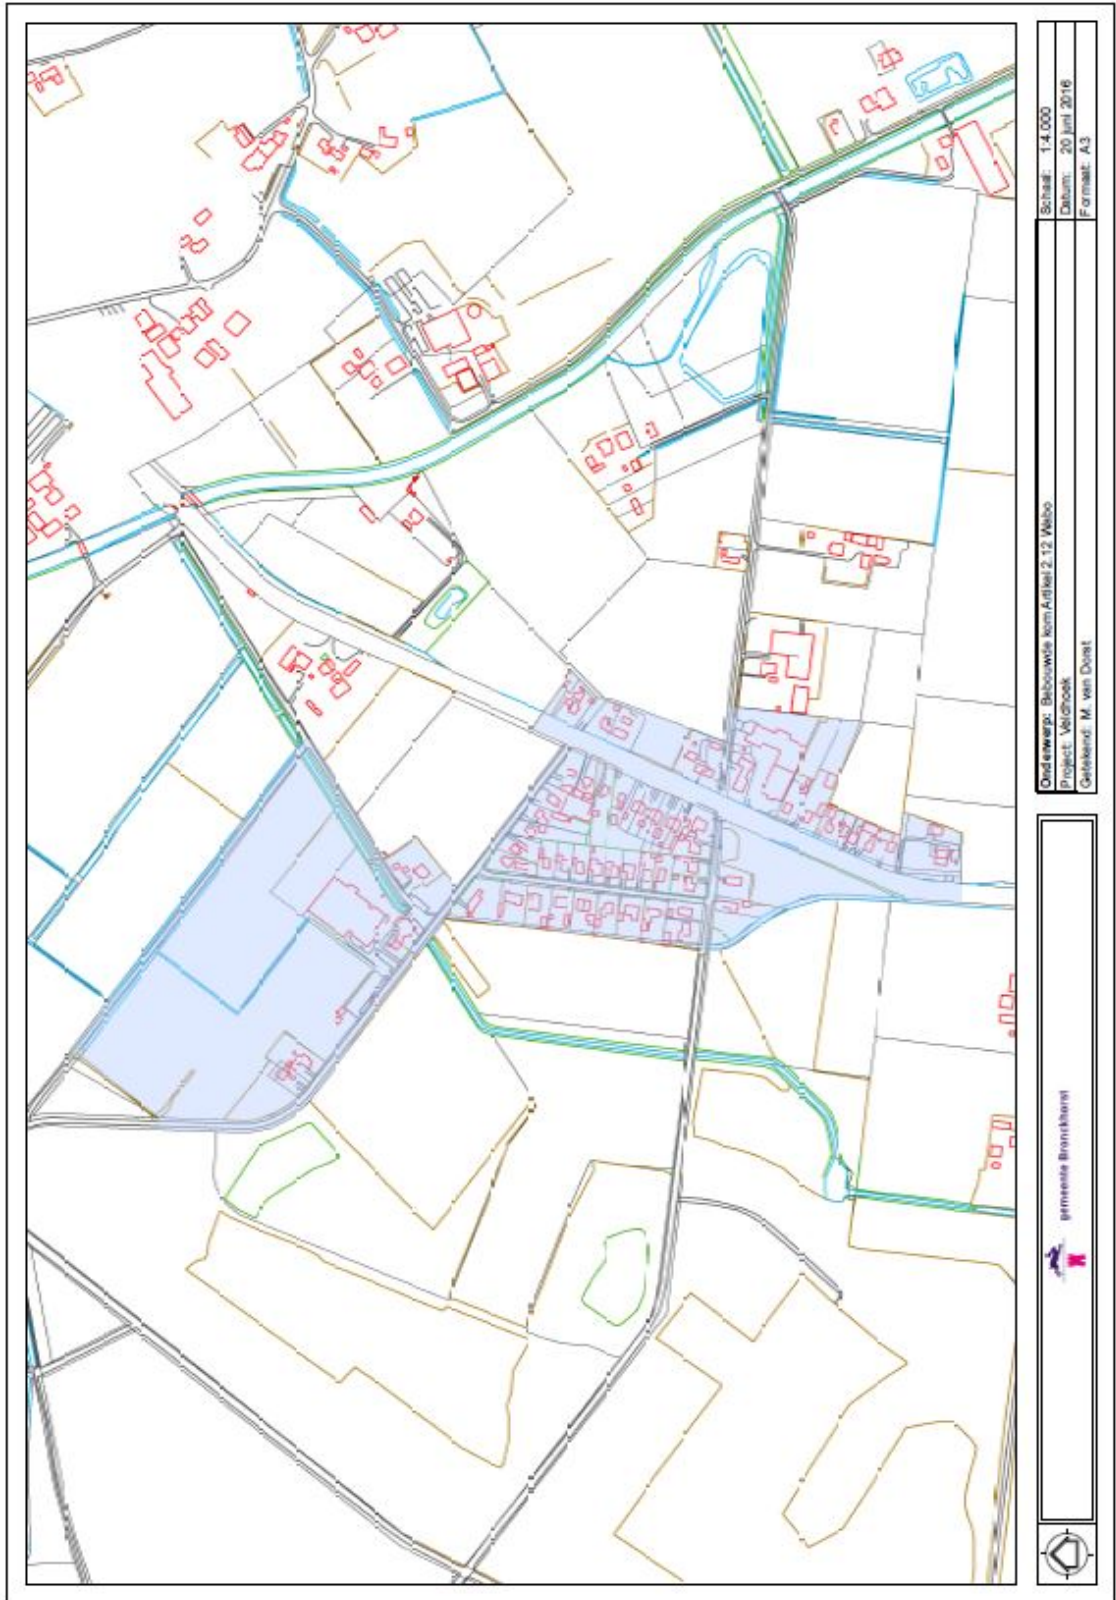 Onderwerp: Bebouwde kom Artikel 2.12 Wabo
Project: Veldhoek
Getekend: M. van Dorst
Schaal: 1:4.000
Datum: 20 juni 2016
Formaat: A3
gemeente Bronckhorst